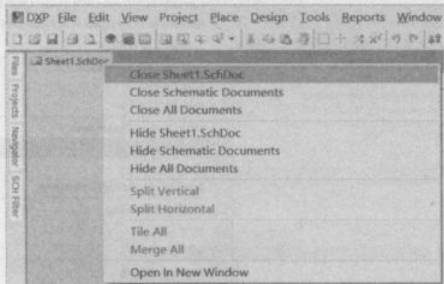 DXP File Edit View Project Place Design Tools Reports Window
Sheet1.SchDoc
Files
Projects
Navigator
SCH Filter
Close Sheet1.SchDoc
Close Schematic Documents
Close All Documents
Hide Sheet1.SchDoc
Hide Schematic Documents
Hide All Documents
Split Vertical
Split Horizontal
Tile All
Merge All
Open In New Window